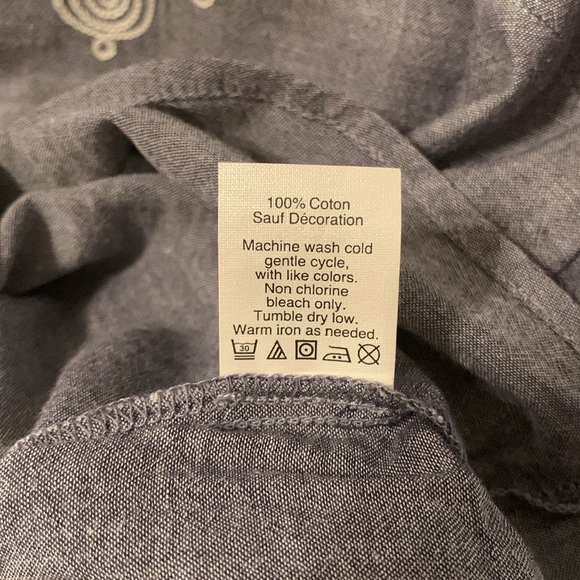 100% Coton
Sauf Décoration
Machine wash cold
gentle cycle,
with like colors.
Non chlorine
bleach only.
Tumble dry low.
Warm iron as needed.
30